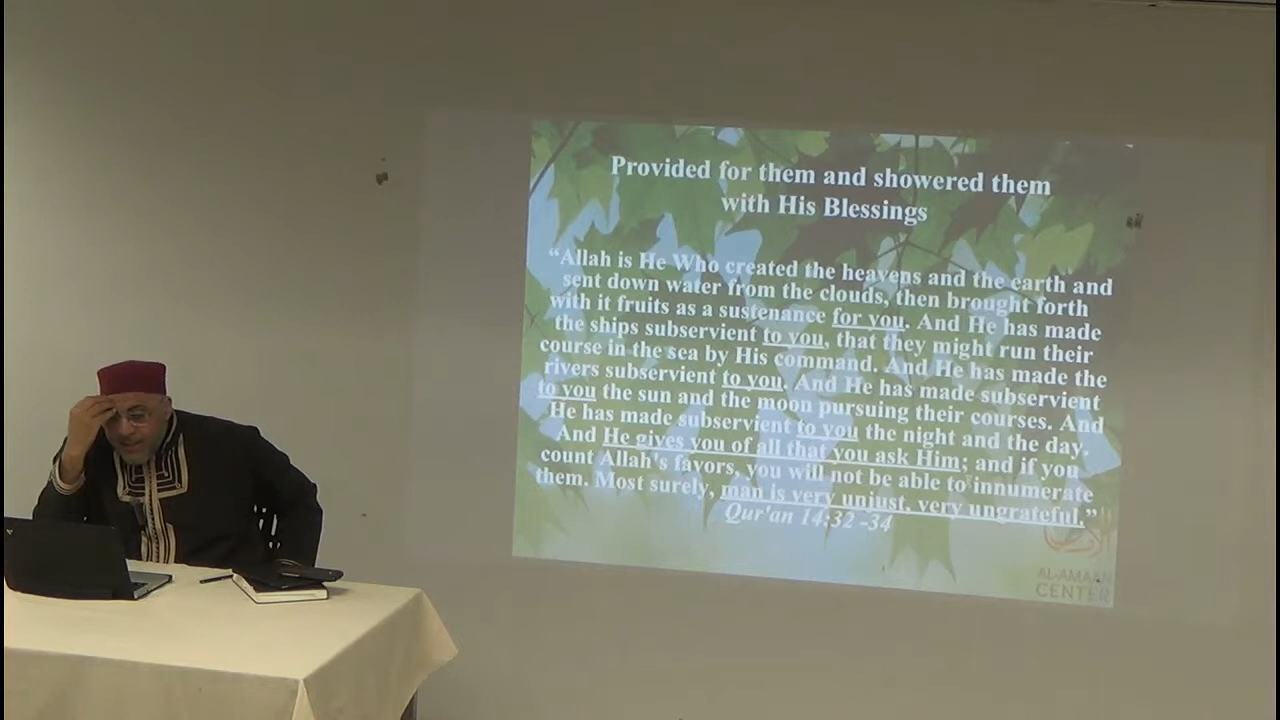 Provided for them and showered them
with His Blessings
“Allah is He Who created the heavens and the earth and
sent down water from the clouds, then brought forth
with it fruits as a sustenance for you. And He has made
the ships subservient to you, that they might run their
course in the sea by His command. And He has made the
rivers subservient to you. And He has made subservient
to you the sun and the moon pursuing their courses. And
He has made subservient to you the night and the day.
And He gives you of all that you ask Him; and if you
count Allah's favors, you will not be able to innumerate
them. Most surely, man is very unjust, very ungrateful.”
Qur'an 14:32 -34
AL-AMAAN
CENTER